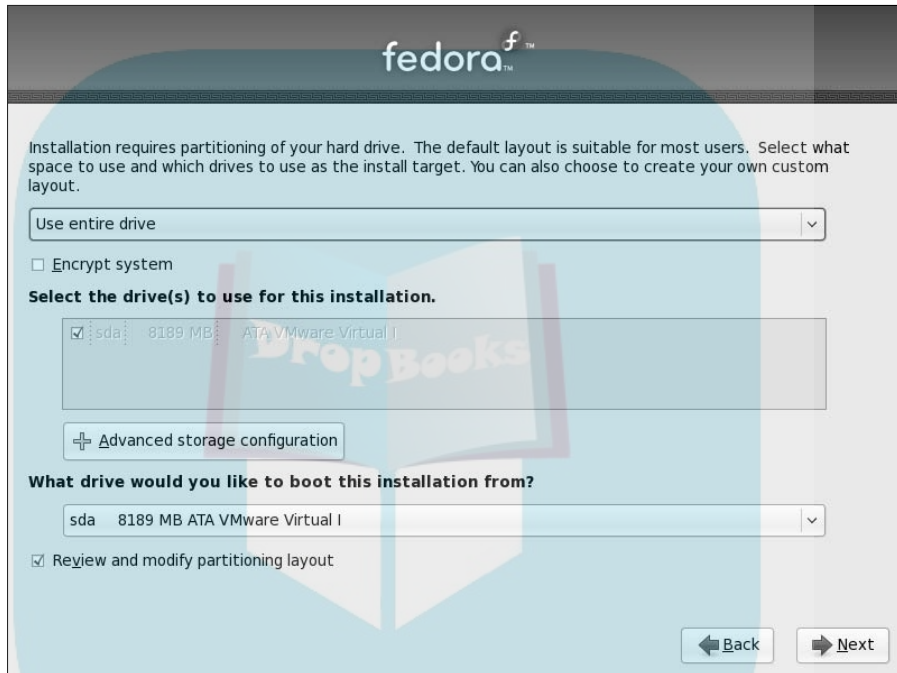 fedora™
Installation requires partitioning of your hard drive. The default layout is suitable for most users. Select what
space to use and which drives to use as the install target. You can also choose to create your own custom
layout.
Use entire drive
Encrypt system
Select the drive(s) to use for this installation.
sda 8189 MB ATA VMware Virtual I
Drop Books
Advanced storage configuration
What drive would you like to boot this installation from?
sda 8189 MB ATA VMware Virtual I
Review and modify partitioning layout
Back Next